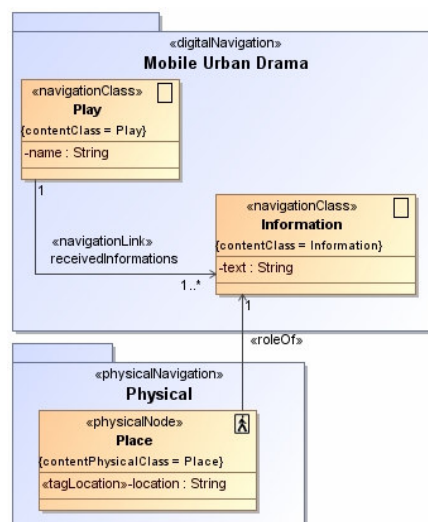 «digitalNavigation»
Mobile Urban Drama
«navigationClass»
Play
{contentClass = Play}
-name : String
1
«navigationLink»
receivedInformations
1..*
«navigationClass»
Information
{contentClass = Information}
-text : String
1
«roleOf»
«physicalNavigation»
Physical
«physicalNode»
Place
{contentPhysicalClass = Place}
«tagLocation»-location : String